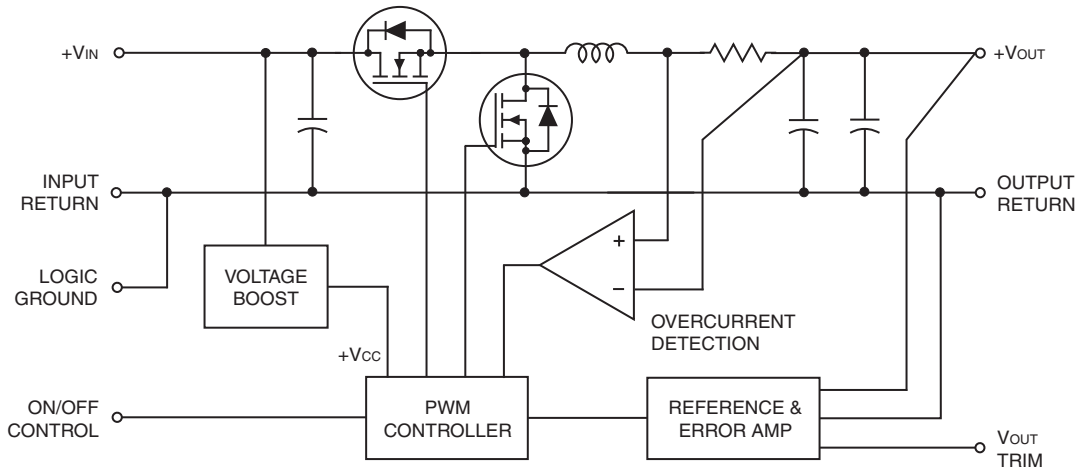 +VIN
+VOUT
INPUT
RETURN
OUTPUT
RETURN
LOGIC
GROUND
VOLTAGE
BOOST
+
−
OVERCURRENT
DETECTION
+VCC
ON/OFF
CONTROL
PWM
CONTROLLER
REFERENCE &
ERROR AMP
VOUT
TRIM